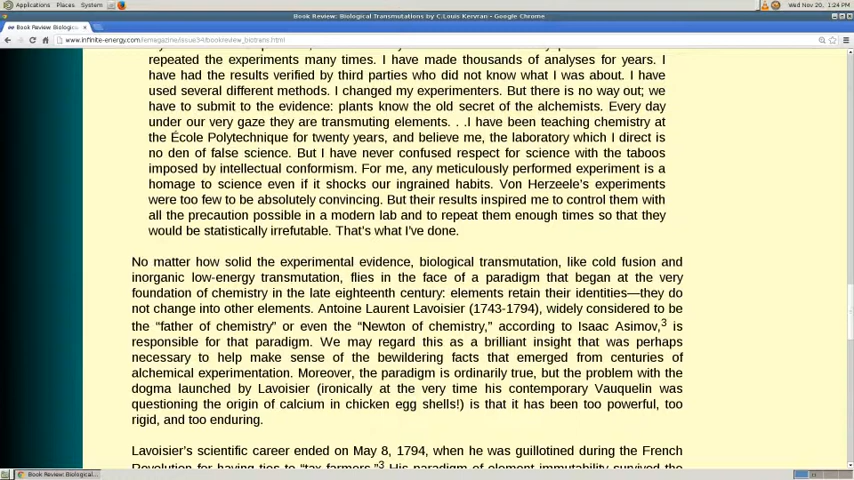 Applications Places System
Wed Nov 20, 1:24 PM
Book Review: Biological Transmutations by C.Louis Kervran - Google Chrome
Book Review: Biological Tra
www.infinite-energy.com/iemagazine/issue34/bookreview_biotrans.html
repeated the experiments many times. I have made thousands of analyses for years. I
have had the results verified by third parties who did not know what I was about. I have
used several different methods. I changed my experimenters. But there is no way out; we
have to submit to the evidence: plants know the old secret of the alchemists. Every day
under our very gaze they are transmuting elements. . .I have been teaching chemistry at
the École Polytechnique for twenty years, and believe me, the laboratory which I direct is
no den of false science. But I have never confused respect for science with the taboos
imposed by intellectual conformism. For me, any meticulously performed experiment is a
homage to science even if it shocks our ingrained habits. Von Herzeele's experiments
were too few to be absolutely convincing. But their results inspired me to control them with
all the precaution possible in a modern lab and to repeat them enough times so that they
would be statistically irrefutable. That's what I've done.
No matter how solid the experimental evidence, biological transmutation, like cold fusion and
inorganic low-energy transmutation, flies in the face of a paradigm that began at the very
foundation of chemistry in the late eighteenth century: elements retain their identities—they do
not change into other elements. Antoine Laurent Lavoisier (1743-1794), widely considered to be
the “father of chemistry” or even the “Newton of chemistry,” according to Isaac Asimov,3 is
responsible for that paradigm. We may regard this as a brilliant insight that was perhaps
necessary to help make sense of the bewildering facts that emerged from centuries of
alchemical experimentation. Moreover, the paradigm is ordinarily true, but the problem with the
dogma launched by Lavoisier (ironically at the very time his contemporary Vauquelin was
questioning the origin of calcium in chicken egg shells!) is that it has been too powerful, too
rigid, and too enduring.
Lavoisier's scientific career ended on May 8, 1794, when he was guillotined during the French
Revolution for having ties to “tax farmers.”3 His paradigm of element immutability survived the
Book Review: Biological...